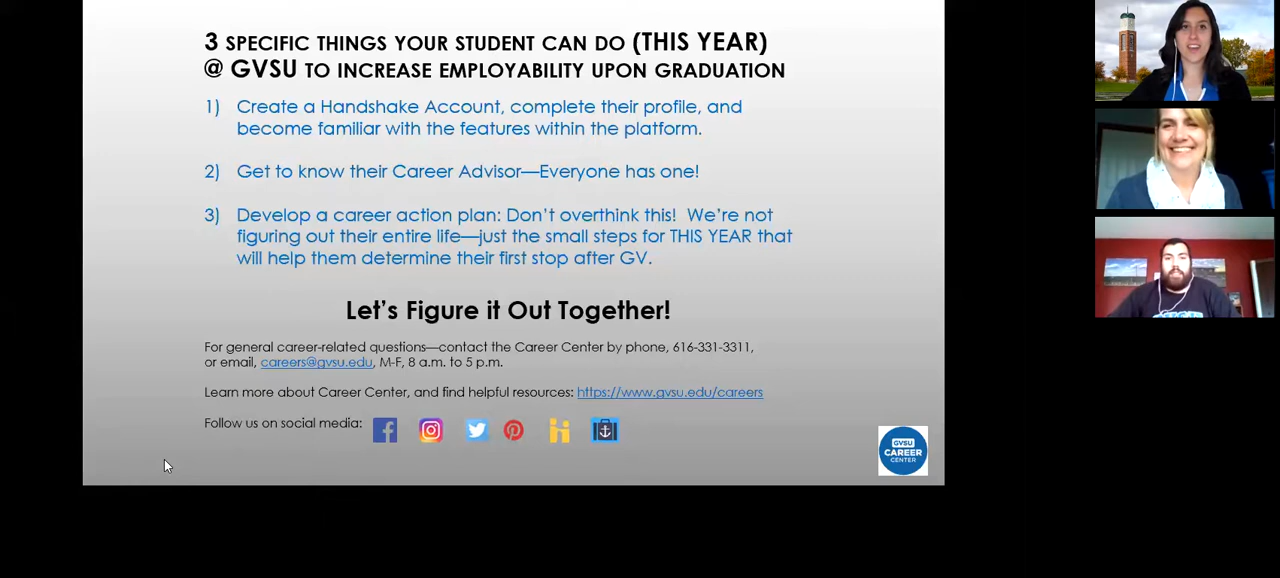 3 SPECIFIC THINGS YOUR STUDENT CAN DO (THIS YEAR)
@ GVSU TO INCREASE EMPLOYABILITY UPON GRADUATION
1) Create a Handshake Account, complete their profile, and
become familiar with the features within the platform.
2) Get to know their Career Advisor—Everyone has one!
3) Develop a career action plan: Don't overthink this! We're not
figuring out their entire life—just the small steps for THIS YEAR that
will help them determine their first stop after GV.
Let's Figure it Out Together!
For general career-related questions—contact the Career Center by phone, 616-331-3311,
or email, careers@gvsu.edu, M-F, 8 a.m. to 5 p.m.
Learn more about Career Center, and find helpful resources: https://www.gvsu.edu/careers
Follow us on social media:
GVSU
CAREER
CENTER